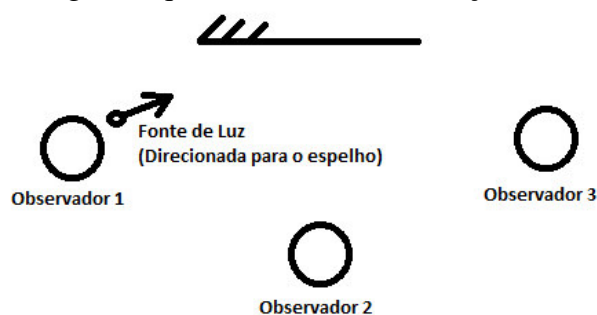 Fonte de Luz
(Direcionada para o espelho)
Observador 1
Observador 3
Observador 2